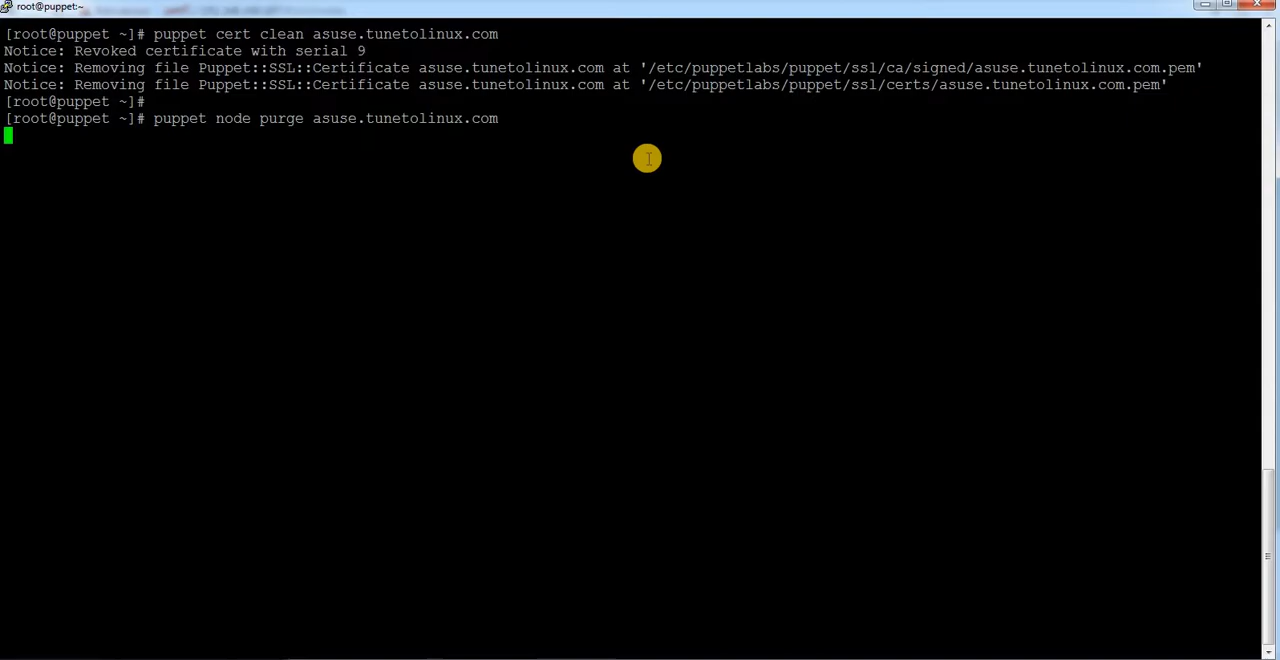 root@puppet:~
[root@puppet ~]# puppet cert clean asuse.tunetolinux.com
Notice: Revoked certificate with serial 9
Notice: Removing file Puppet::SSL::Certificate asuse.tunetolinux.com at '/etc/puppetlabs/puppet/ssl/ca/signed/asuse.tunetolinux.com.pem'
Notice: Removing file Puppet::SSL::Certificate asuse.tunetolinux.com at '/etc/puppetlabs/puppet/ssl/certs/asuse.tunetolinux.com.pem'
[root@puppet ~]#
[root@puppet ~]# puppet node purge asuse.tunetolinux.com